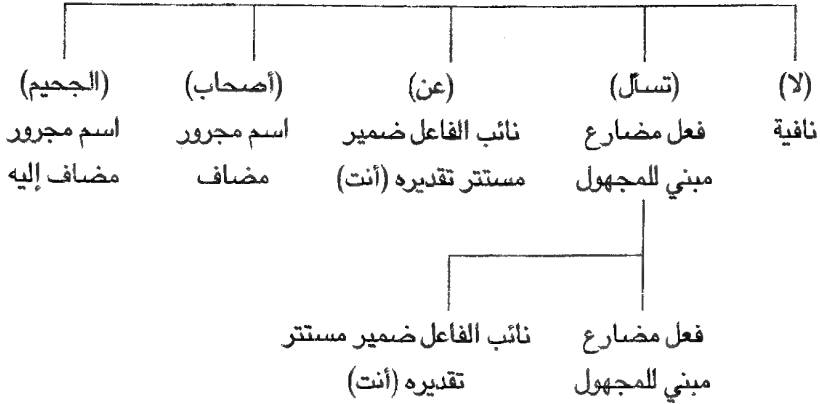 (لا) (تسأل) (عن) (أصحاب) (الجحيم)
نافية فعل مضارع نائب الفاعل ضمير اسم مجرور اسم مجرور
مبني للمجهول مستتر تقديره (أنت) مضاف مضاف إليه
فعل مضارع نائب الفاعل ضمير مستتر
مبني للمجهول تقديره (أنت)